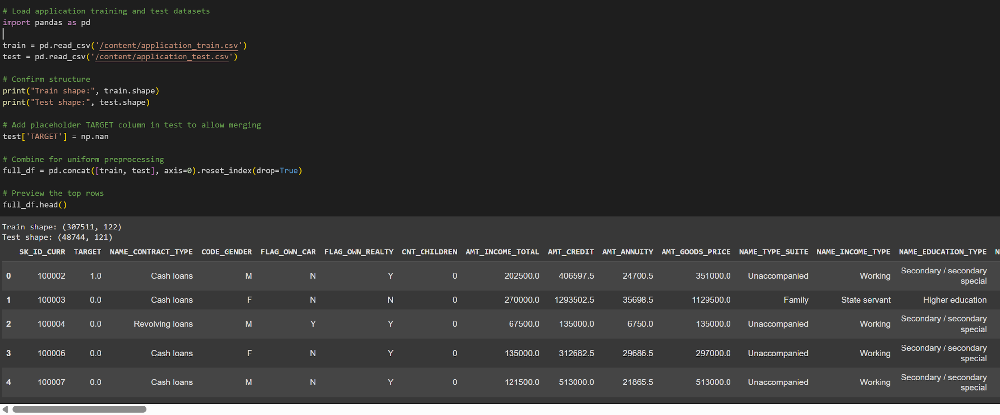 # Load application training and test datasets
import pandas as pd
train = pd.read_csv('/content/application_train.csv')
test = pd.read_csv('/content/application_test.csv')
# Confirm structure
print("Train shape:", train.shape)
print("Test shape:", test.shape)
# Add placeholder TARGET column in test to allow merging
test['TARGET'] = np.nan
# Combine for uniform preprocessing
full_df = pd.concat([train, test], axis=0).reset_index(drop=True)
# Preview the top rows
full_df.head()
Train shape: (307511, 122)
Test shape: (48744, 121)
SK_ID_CURR TARGET NAME_CONTRACT_TYPE CODE_GENDER FLAG_OWN_CAR FLAG_OWN_REALTY CNT_CHILDREN AMT_INCOME_TOTAL AMT_CREDIT AMT_ANNUITY AMT_GOODS_PRICE NAME_TYPE_SUITE NAME_INCOME_TYPE NAME_EDUCATION_TYPE N
0 100002 1.0 Cash loans M N Y 0 202500.0 406597.5 24700.5 351000.0 Unaccompanied Working Secondary / secondary
special
1 100003 0.0 Cash loans F N N 0 270000.0 1293502.5 35698.5 1129500.0 Family State servant Higher education
2 100004 0.0 Revolving loans M Y Y 0 67500.0 135000.0 6750.0 135000.0 Unaccompanied Working Secondary / secondary
special
3 100006 0.0 Cash loans F N Y 0 135000.0 312682.5 29686.5 297000.0 Unaccompanied Working Secondary / secondary
special
4 100007 0.0 Cash loans M N Y 0 121500.0 513000.0 21865.5 513000.0 Unaccompanied Working Secondary / secondary
special